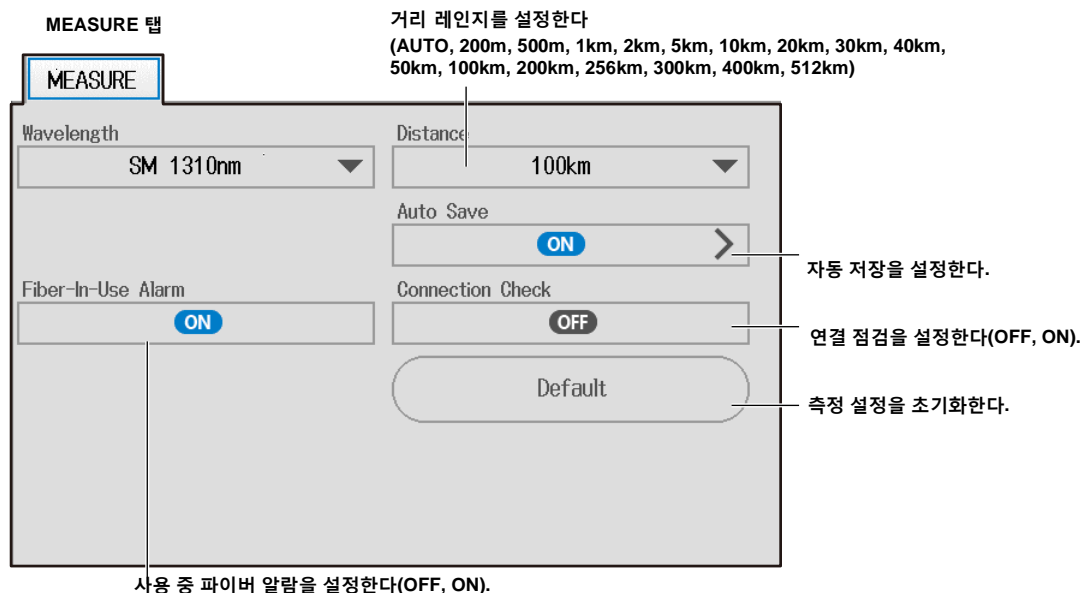 MEASURE 탭
거리 레인지를 설정한다
(AUTO, 200m, 500m, 1km, 2km, 5km, 10km, 20km, 30km, 40km,
50km, 100km, 200km, 256km, 300km, 400km, 512km)
MEASURE
Wavelength
SM 1310nm
Distance
100km
Auto Save
ON
자동 저장을 설정한다.
Fiber-In-Use Alarm
ON
Connection Check
OFF
연결 점검을 설정한다(OFF, ON).
Default
측정 설정을 초기화한다.
사용 중 파이버 알람을 설정한다(OFF, ON).